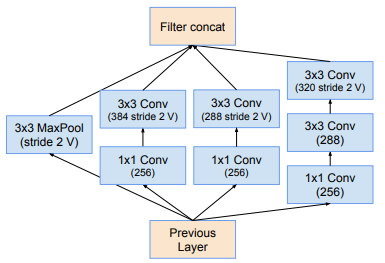 Filter concat
3x3 MaxPool
(stride 2 V)
3x3 Conv
(384 stride 2 V)
1x1 Conv
(256)
3x3 Conv
(288 stride 2 V)
1x1 Conv
(256)
3x3 Conv
(320 stride 2 V)
3x3 Conv
(288)
1x1 Conv
(256)
Previous
Layer